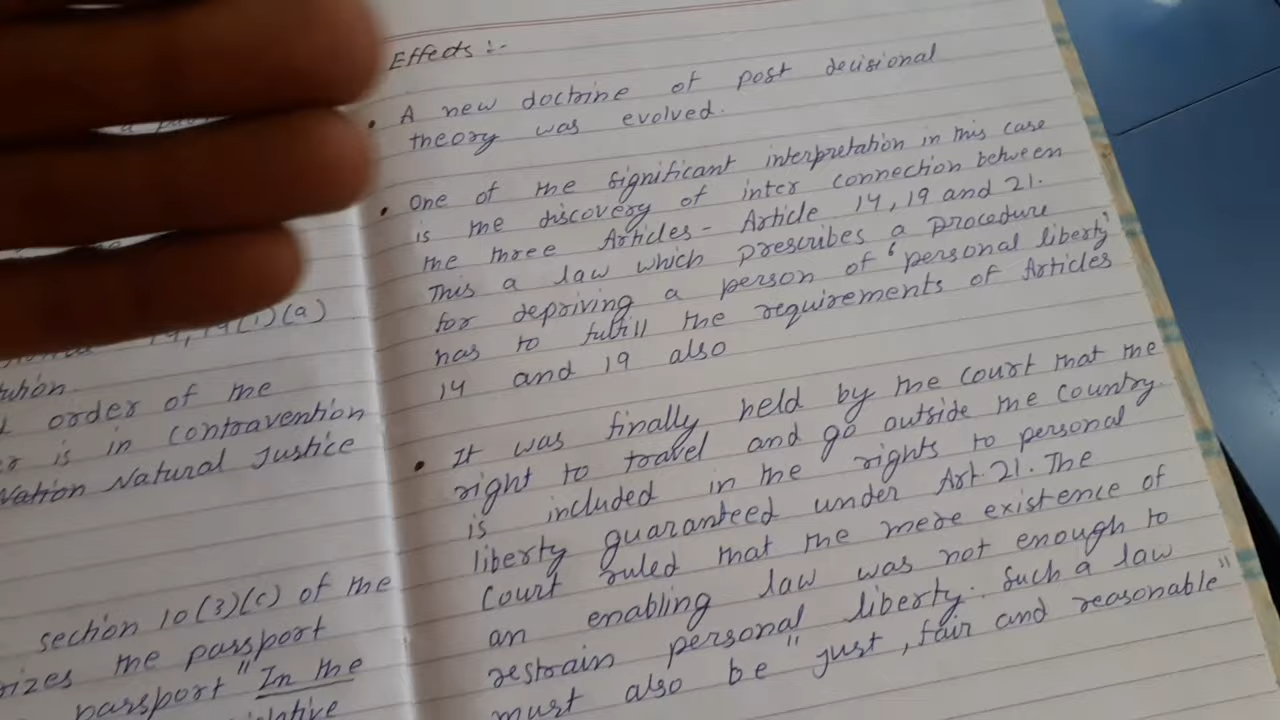 19(1)(a)
order of the
is in contravention
Natural Justice
section 10(3)(c) of the
the passport
passport "In the
Effects :-
• A new doctrine of post decisional
theory was evolved.
• One of the significant interpretation in this case
is the discovery of inter connection between
the three Articles - Article 14, 19 and 21.
This a law which prescribes a procedure
for depriving a person of 'personal liberty'
has to fulfill the requirements of Articles
14 and 19 also
• It was finally held by the court that the
right to travel and go outside the country
is included in the rights to personal
liberty guaranteed under Art. 21. The
Court ruled that the mere existence of
an enabling law was not enough to
restrain personal liberty. Such a law
must also be "just, fair and reasonable"